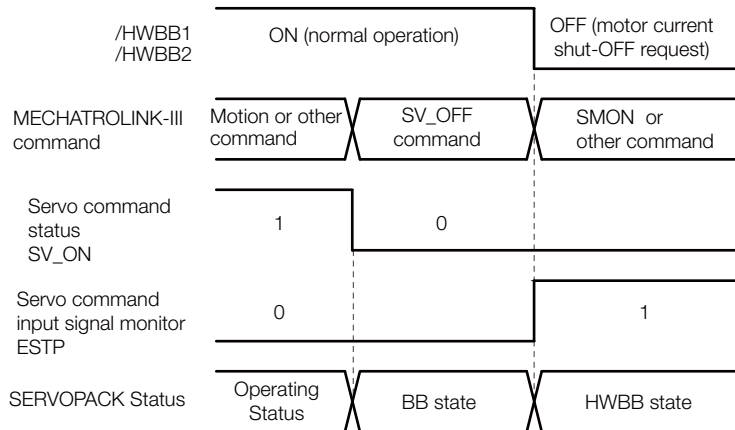 /HWBB1
/HWBB2
ON (normal operation)
OFF (motor current
shut-OFF request)
MECHATROLINK-III
command
Motion or other
command
SV_OFF
command
SMON or
other command
Servo command
status
SV_ON
1
0
Servo command
input signal monitor
ESTP
0
1
SERVOPACK Status
Operating
Status
BB state
HWBB state